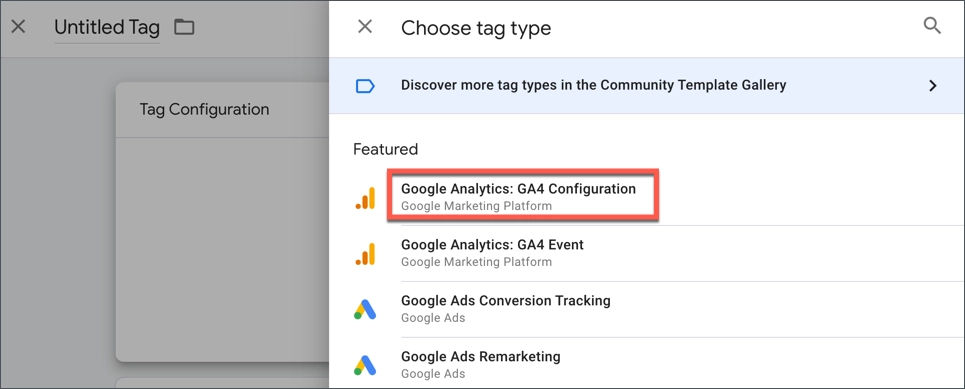 Untitled Tag
Choose tag type
Discover more tag types in the Community Template Gallery
Tag Configuration
Featured
Google Analytics: GA4 Configuration
Google Marketing Platform
Google Analytics: GA4 Event
Google Marketing Platform
Google Ads Conversion Tracking
Google Ads
Google Ads Remarketing
Google Ads